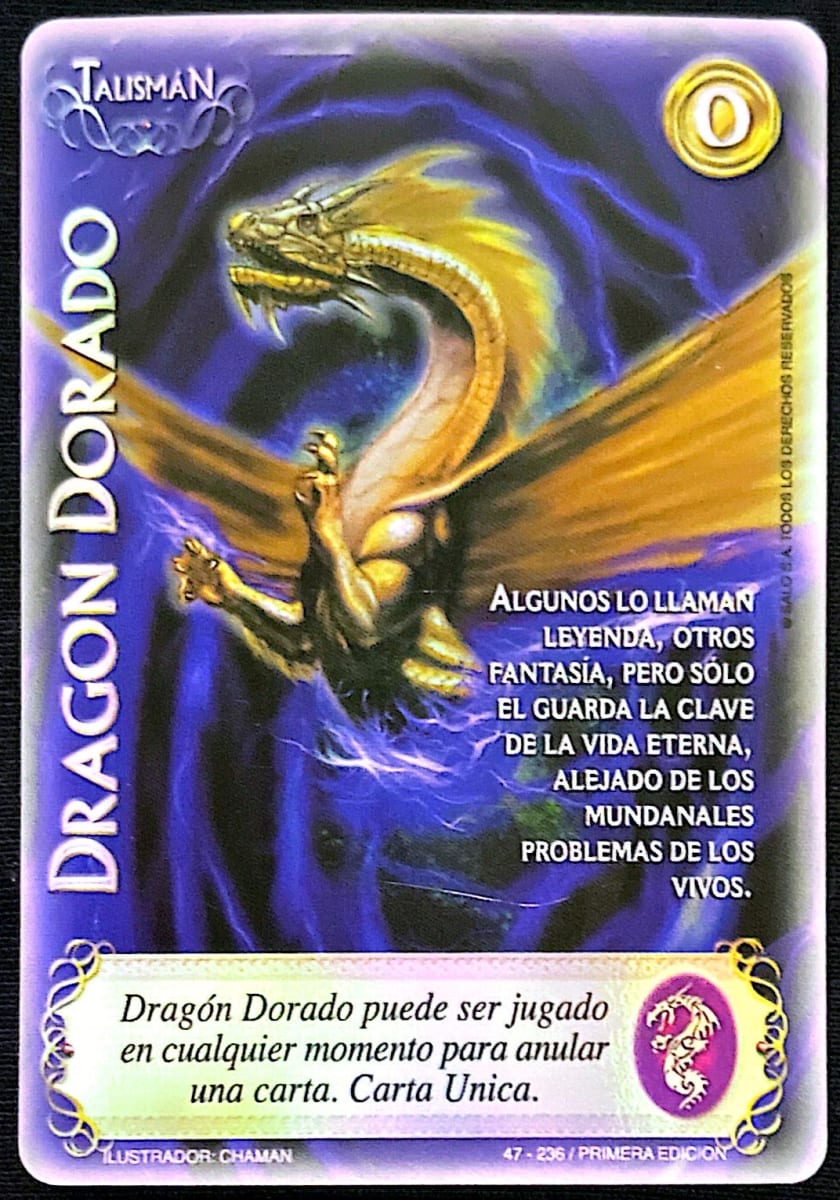 TALISMÁN
0
DRAGON DORADO
© SALO S.A. TODOS LOS DERECHOS RESERVADOS
ALGUNOS LO LLAMAN
LEYENDA, OTROS
FANTASÍA, PERO SÓLO
EL GUARDA LA CLAVE
DE LA VIDA ETERNA,
ALEJADO DE LOS
MUNDANALES
PROBLEMAS DE LOS
VIVOS.
Dragón Dorado puede ser jugado
en cualquier momento para anular
una carta. Carta Unica.
ILUSTRADOR: CHAMAN
47 - 236 / PRIMERA EDICION